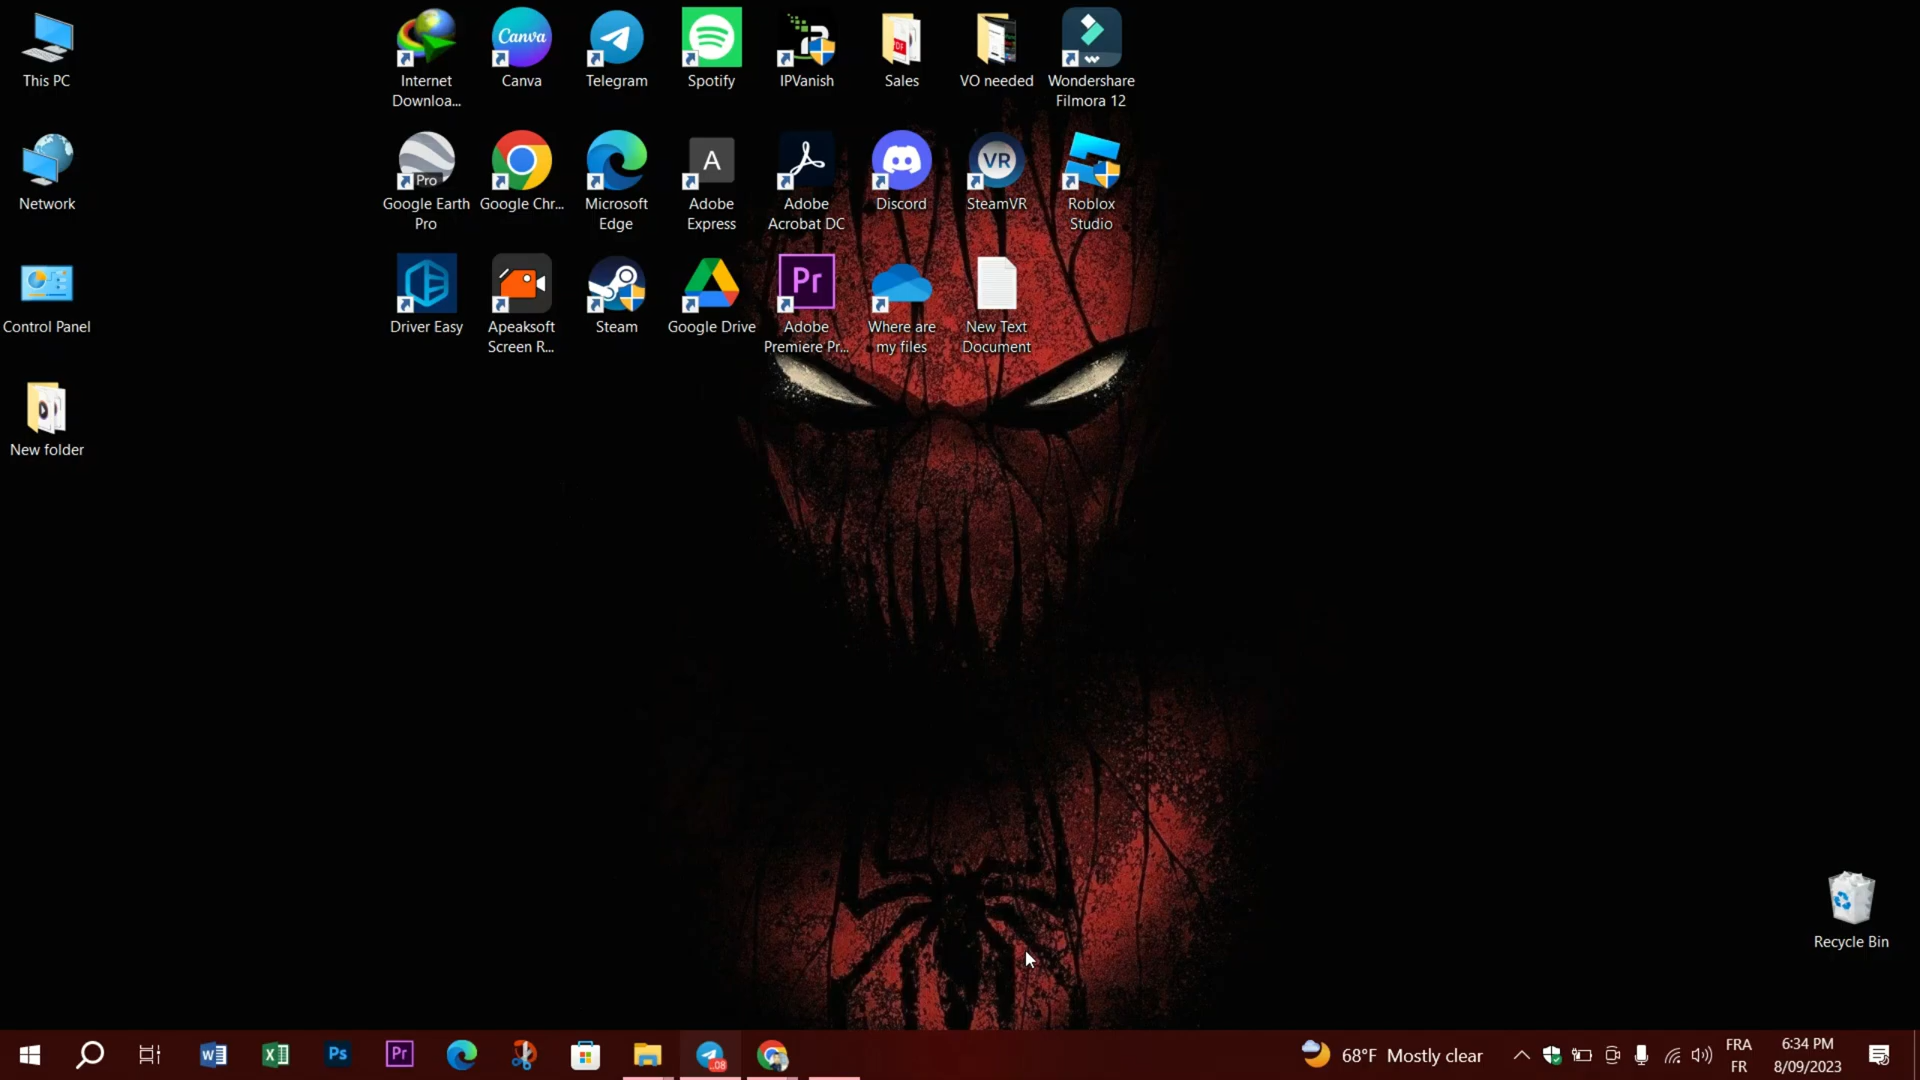 This PC
Internet
Downloa...
Canva
Canva
Telegram
Spotify
IPVanish
PDF
Sales
VO needed
Wondershare
Filmora 12
Network
Pro
Google Earth
Pro
Google Chr...
Microsoft
Edge
A
Adobe
Express
Adobe
Acrobat DC
Discord
VR
SteamVR
Roblox
Studio
Control Panel
Driver Easy
Apeaksoft
Screen R...
Steam
Google Drive
Pr
Adobe
Premiere Pr...
Where are
my files
New Text
Document
New folder
Recycle Bin
W
X
Ps
Pr
.08
68°F Mostly clear
FRA
FR
6:34 PM
8/09/2023